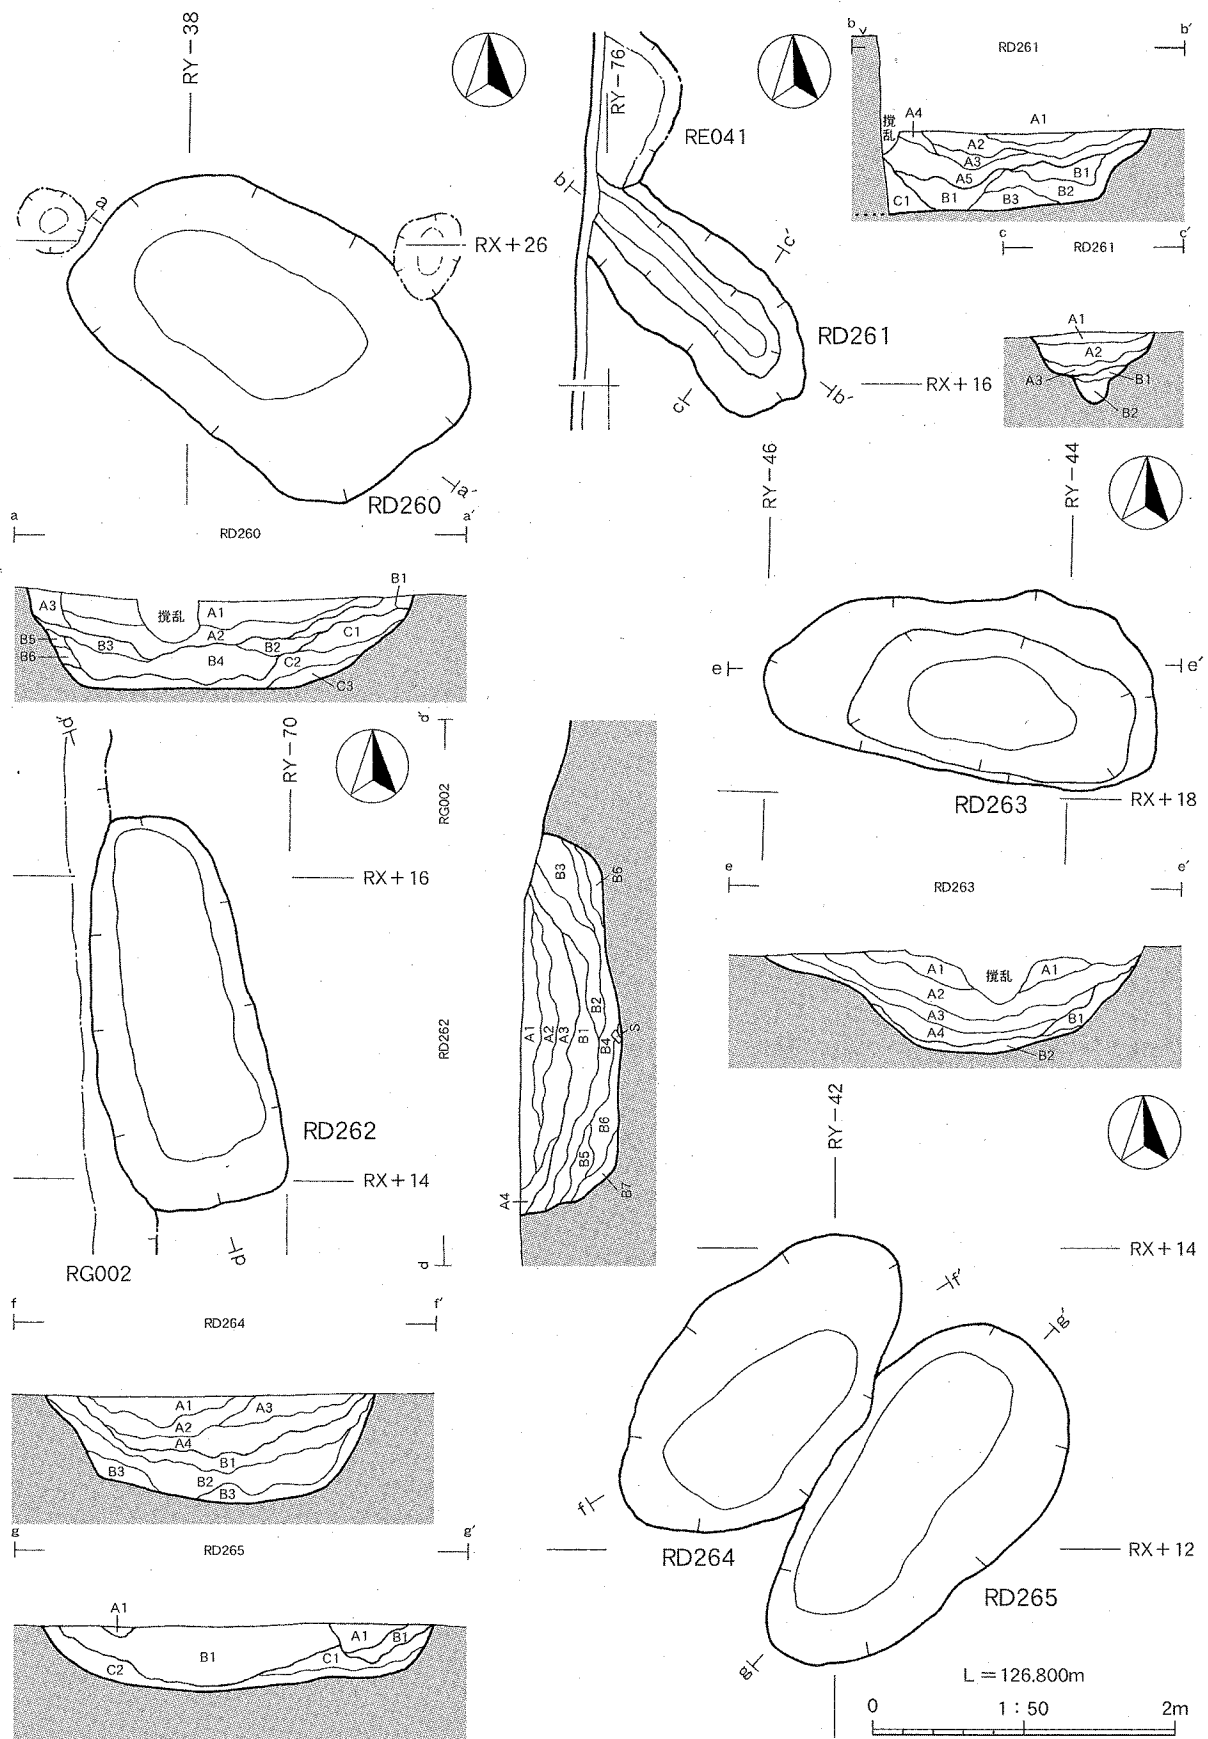 RY-38
a
RX+26
RD260
a'
RY-76
RE041
b
c'
RD261
c
b'
RX+16
b
b'
RD261
A4
A1
撹乱
A2
A3
A5
B1
C1
B1
B3
B2
c
c'
RD261
A1
A2
A3
B1
B2
a
a'
RD260
B1
A3
撹乱
A1
A2
C1
B5
B3
B2
B6
B4
C2
C3
RY-46
RY-44
e
e'
RD263
RX+18
e
e'
RD263
A1
撹乱
A1
A2
A3
A4
B1
B2
d'
RY-70
RX+16
RD262
RX+14
d
RG002
d'
RG002
RD262
d
B3
B6
A1
A2
A3
B1
B2
B4
S
B6
B5
B7
A4
RY-42
RX+14
f'
g'
f
RD264
RX+12
RD265
g
f
f'
RD264
A1
A3
A2
A4
B1
B3
B2
B3
g
g'
RD265
A1
A1
B1
B1
C1
C2
L=126.800m
0
1:50
2m